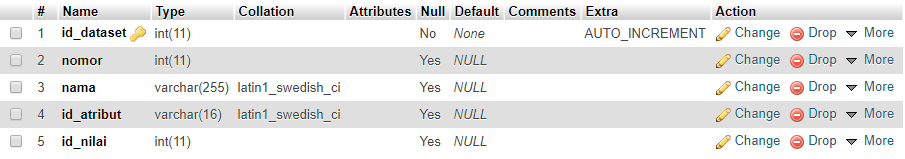 # Name Type Collation Attributes Null Default Comments Extra Action
1 id_dataset int(11) No None AUTO_INCREMENT Change Drop More
2 nomor int(11) Yes NULL Change Drop More
3 nama varchar(255) latin1_swedish_ci Yes NULL Change Drop More
4 id_atribut varchar(16) latin1_swedish_ci Yes NULL Change Drop More
5 id_nilai int(11) Yes NULL Change Drop More